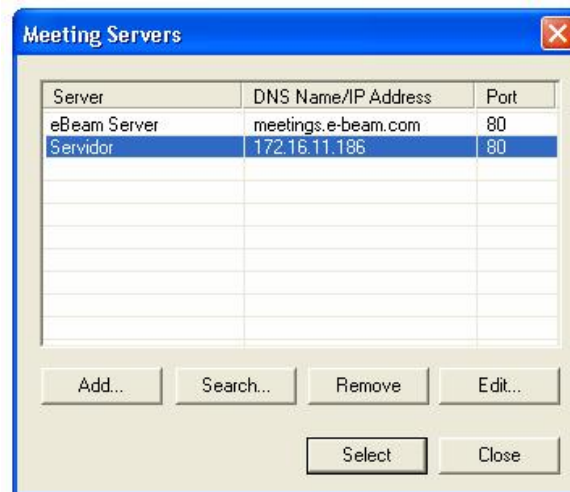 Meeting Servers
Server DNS Name/IP Address Port
eBeam Server meetings.e-beam.com 80
Servidor 172.16.11.186 80
Add... Search... Remove Edit...
Select Close